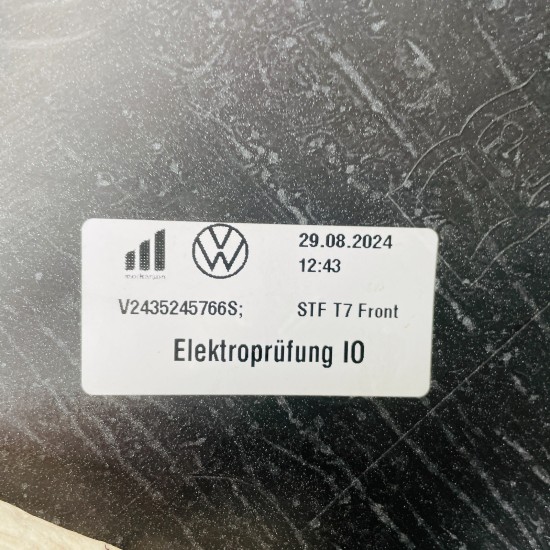 29.08.2024
12:43
V2435245766S;
STF T7 Front
Elektroprüfung IO